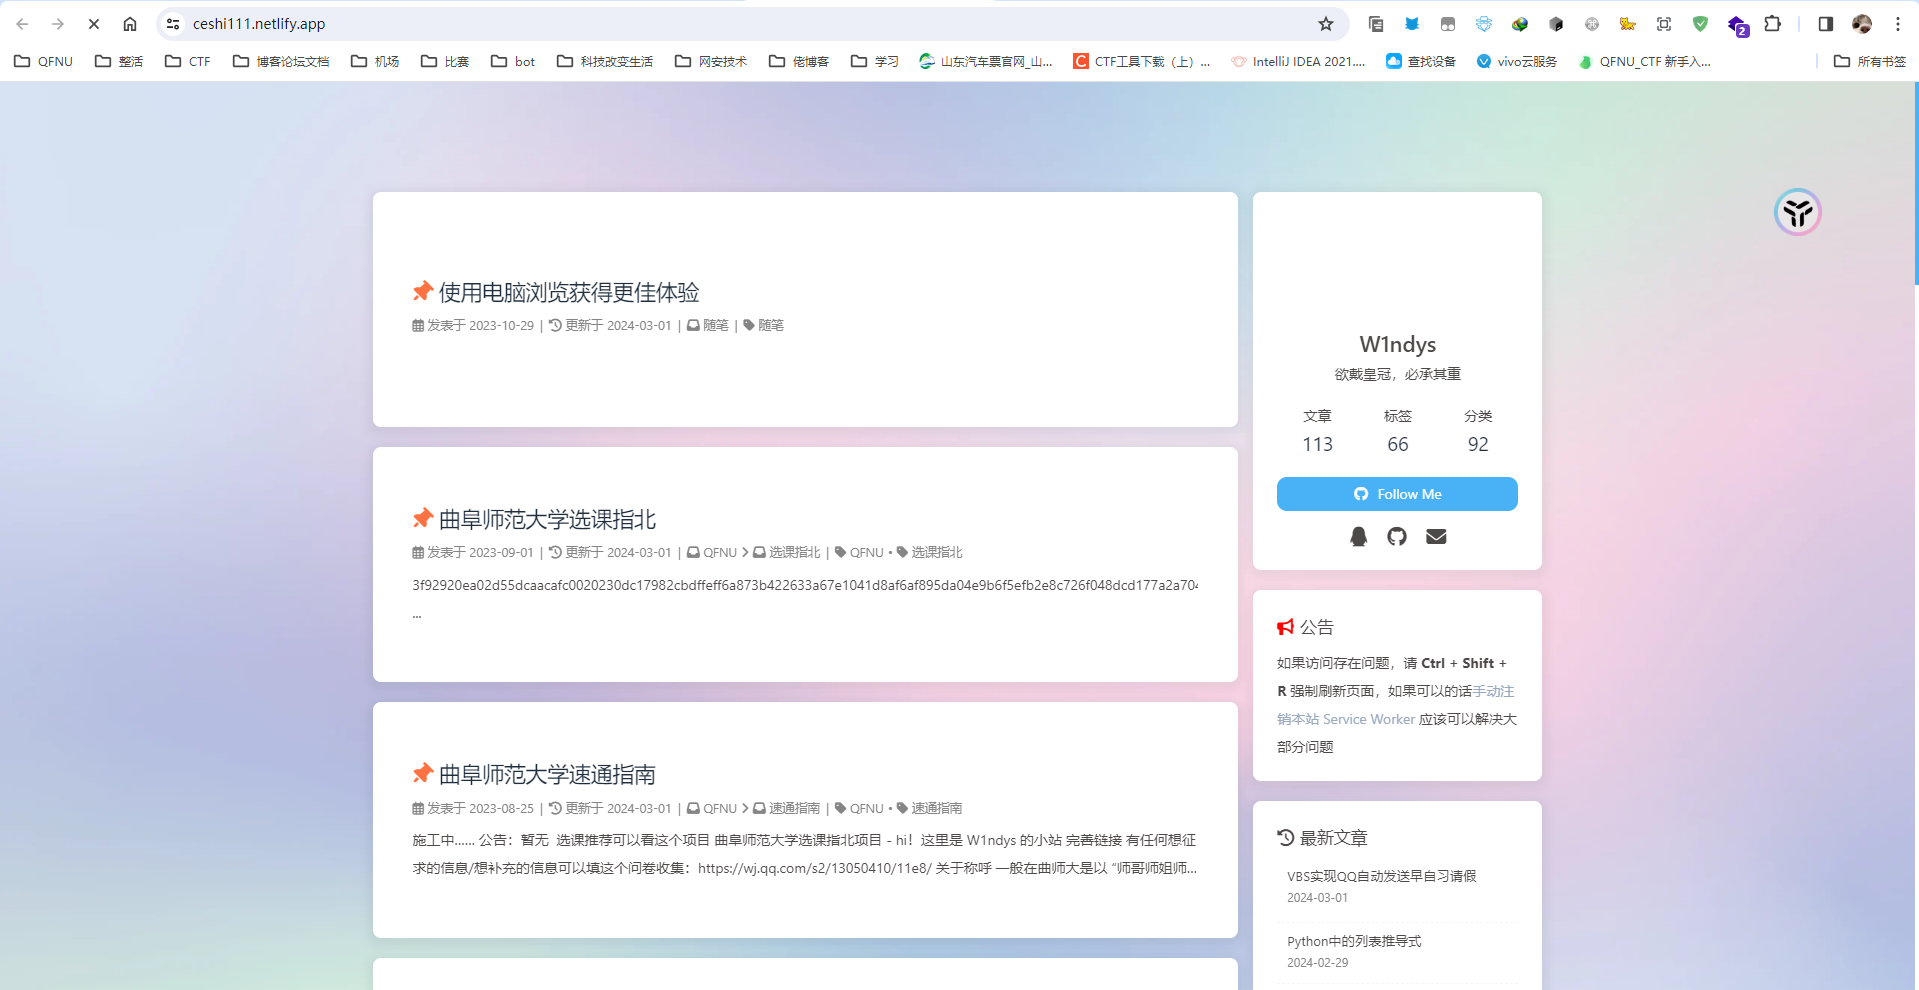 ceshi111.netlify.app
2
QFNU
整活
CTF
博客论坛文档
机场
比赛
bot
科技改变生活
网安技术
佬博客
学习
山东汽车票官网_山...
CTF工具下载（上）...
IntelliJ IDEA 2021....
查找设备
vivo云服务
QFNU_CTF 新手入...
所有书签
使用电脑浏览获得更佳体验
发表于 2023-10-29 | 更新于 2024-03-01 | 随笔 | 随笔
曲阜师范大学选课指北
发表于 2023-09-01 | 更新于 2024-03-01 | QFNU > 选课指北 | QFNU • 选课指北
3f92920ea02d55dcaacafc0020230dc17982cbdffeff6a873b422633a67e1041d8af6af895da04e9b6f5efb2e8c726f048dcd177a2a704
...
曲阜师范大学速通指南
发表于 2023-08-25 | 更新于 2024-03-01 | QFNU > 速通指南 | QFNU • 速通指南
施工中...... 公告：暂无 选课推荐可以看这个项目 曲阜师范大学选课指北项目 - hi！这里是 W1ndys 的小站 完善链接 有任何想征
求的信息/想补充的信息可以填这个问卷收集：https://wj.qq.com/s2/13050410/11e8/ 关于称呼 一般在曲师大是以 “师哥师姐师...
W1ndys
欲戴皇冠，必承其重
文章 标签 分类
113 66 92
Follow Me
公告
如果访问存在问题，请 Ctrl + Shift +
R 强制刷新页面，如果可以的话手动注
销本站 Service Worker 应该可以解决大
部分问题
最新文章
VBS实现QQ自动发送早自习请假
2024-03-01
Python中的列表推导式
2024-02-29